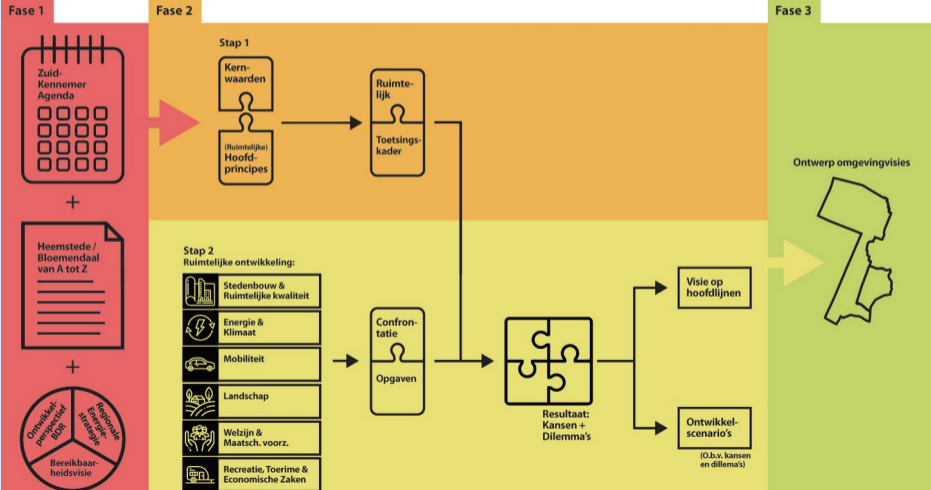 Fase 1
Zuid-
Kennemer
Agenda
+
Heemstede /
Bloemendaal
van A tot Z
+
Ontwikkel-
perspectief
BDR
Regionale
Energie-
strategie
Bereikbaar-
heidsvisie
Fase 2
Stap 1
Kern-
waarden
(Ruimtelijke)
Hoofd-
principes
Ruimte-
lijk
Toetsings-
kader
Stap 2
Ruimtelijke ontwikkeling:
Stedenbouw &
Ruimtelijke kwaliteit
Energie &
Klimaat
Mobiliteit
Landschap
Welzijn &
Maatsch. voorz.
Recreatie, Toerime &
Economische Zaken
Confron-
tatie
Opgaven
Resultaat:
Kansen +
Dilemma's
Visie op
hoofdlijnen
Ontwikkel-
scenario's
(O.b.v. kansen
en dillema's)
Fase 3
Ontwerp omgevingvisies